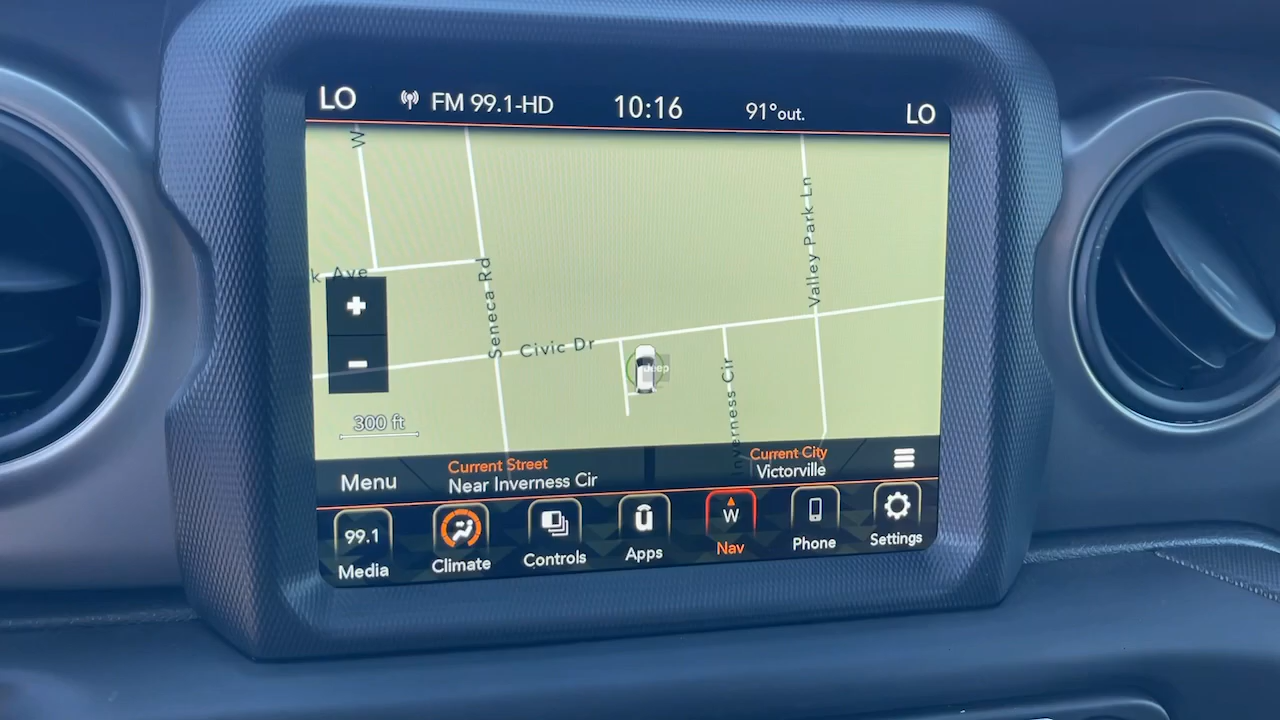 LO FM 99.1-HD 10:16 91°out. LO
W
k Ave
Seneca Rd
Valley Park Ln
Civic Dr
Jeep
Inverness Cir
300 ft
Menu
Current Street
Near Inverness Cir
Current City
Victorville
99.1
Media
Climate
Controls
Apps
W
Nav
Phone
Settings